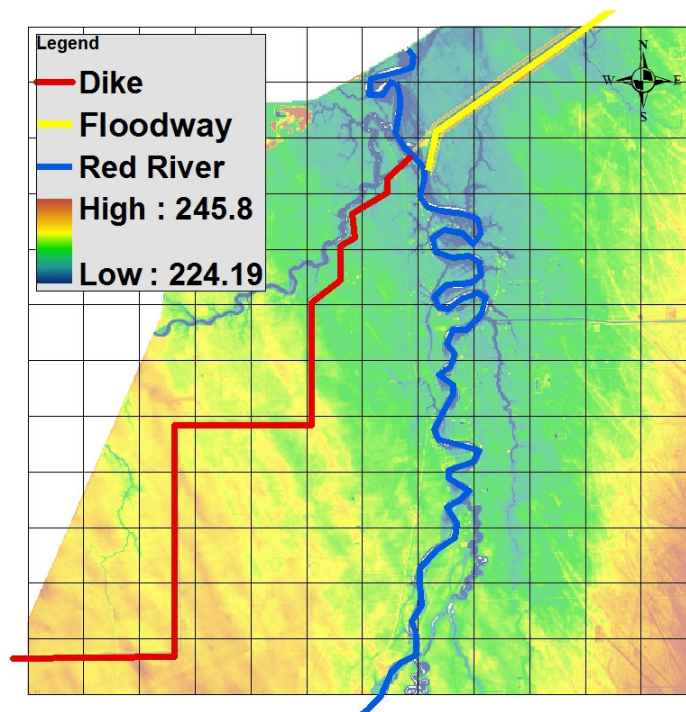 Legend
Dike
Floodway
Red River
High : 245.8
Low : 224.19
N
W E
S